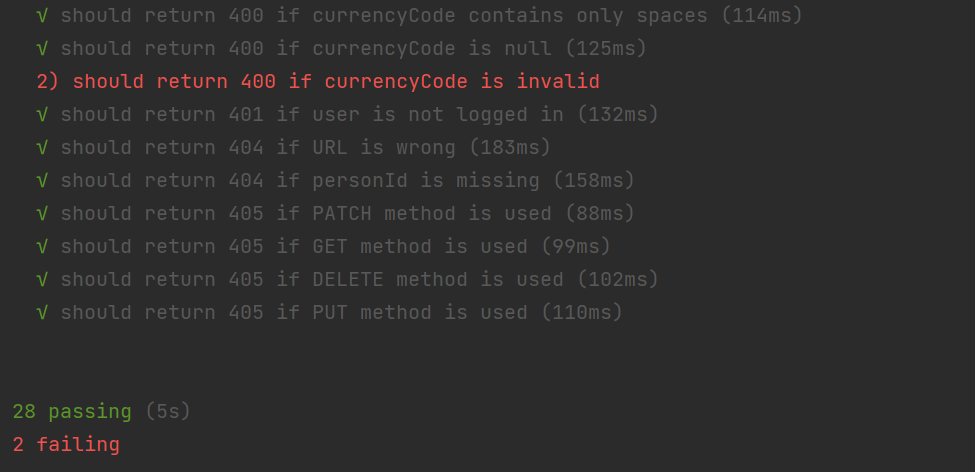 √ should return 400 if currencyCode contains only spaces (114ms)
√ should return 400 if currencyCode is null (125ms)
2) should return 400 if currencyCode is invalid
√ should return 401 if user is not logged in (132ms)
√ should return 404 if URL is wrong (183ms)
√ should return 404 if personId is missing (158ms)
√ should return 405 if PATCH method is used (88ms)
√ should return 405 if GET method is used (99ms)
√ should return 405 if DELETE method is used (102ms)
√ should return 405 if PUT method is used (110ms)
28 passing (5s)
2 failing